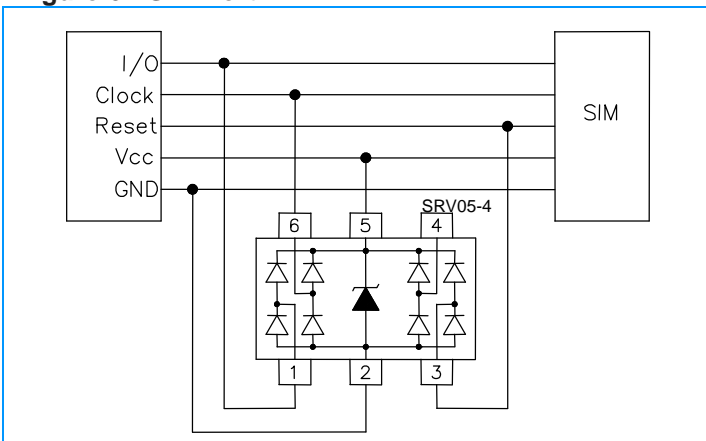 I/O
Clock
Reset
Vcc
GND
SIM
SRV05-4
6 5 4
1 2 3